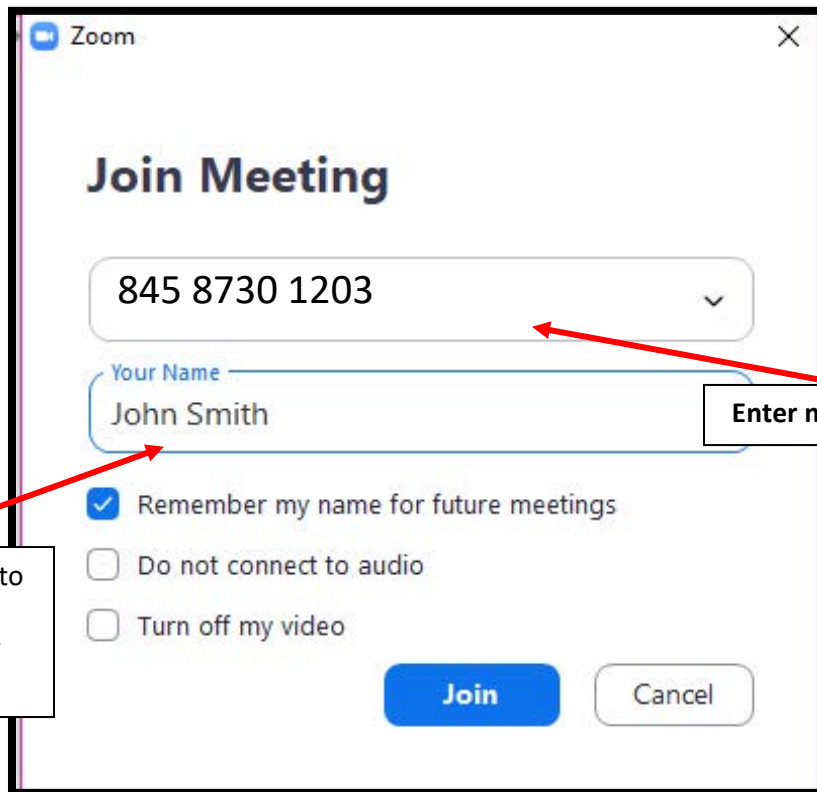 Zoom
Join Meeting
845 8730 1203
Your Name
John Smith
Enter
Remember my name for future meetings
to
Do not connect to audio
Turn off my video
Join
Cancel